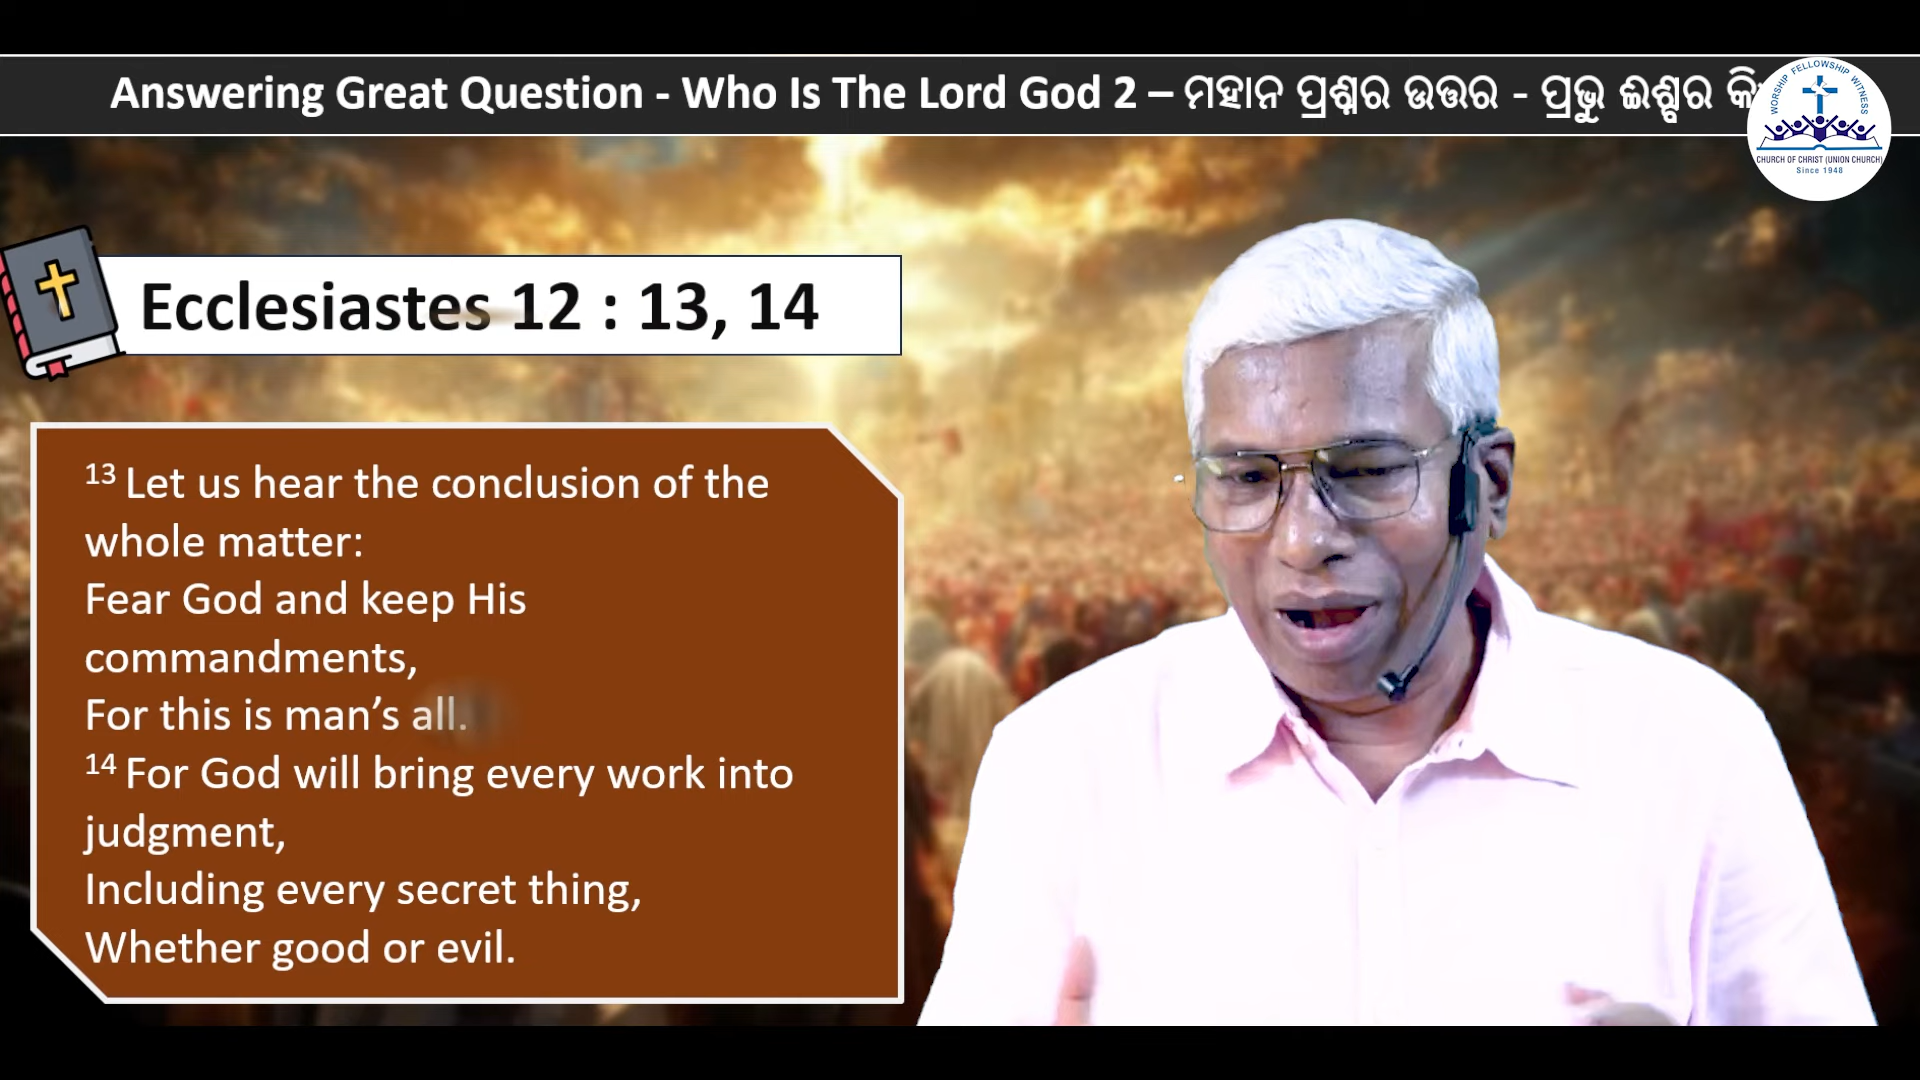 Answering Great Question - Who Is The Lord God 2 – ମହାନ ପ୍ରଶ୍ନର ଉତ୍ତର - ପ୍ରଭୁ ଈଶ୍ବର
WORSHIP FELLOWSHIP WITNESS
CHURCH OF CHRIST (UNION CHURCH)
Since 1948
Ecclesiastes 12 : 13, 14
13 Let us hear the conclusion of the
whole matter:
Fear God and keep His
commandments,
For this is man’s all.
14 For God will bring every work into
judgment,
Including every secret thing,
Whether good or evil.